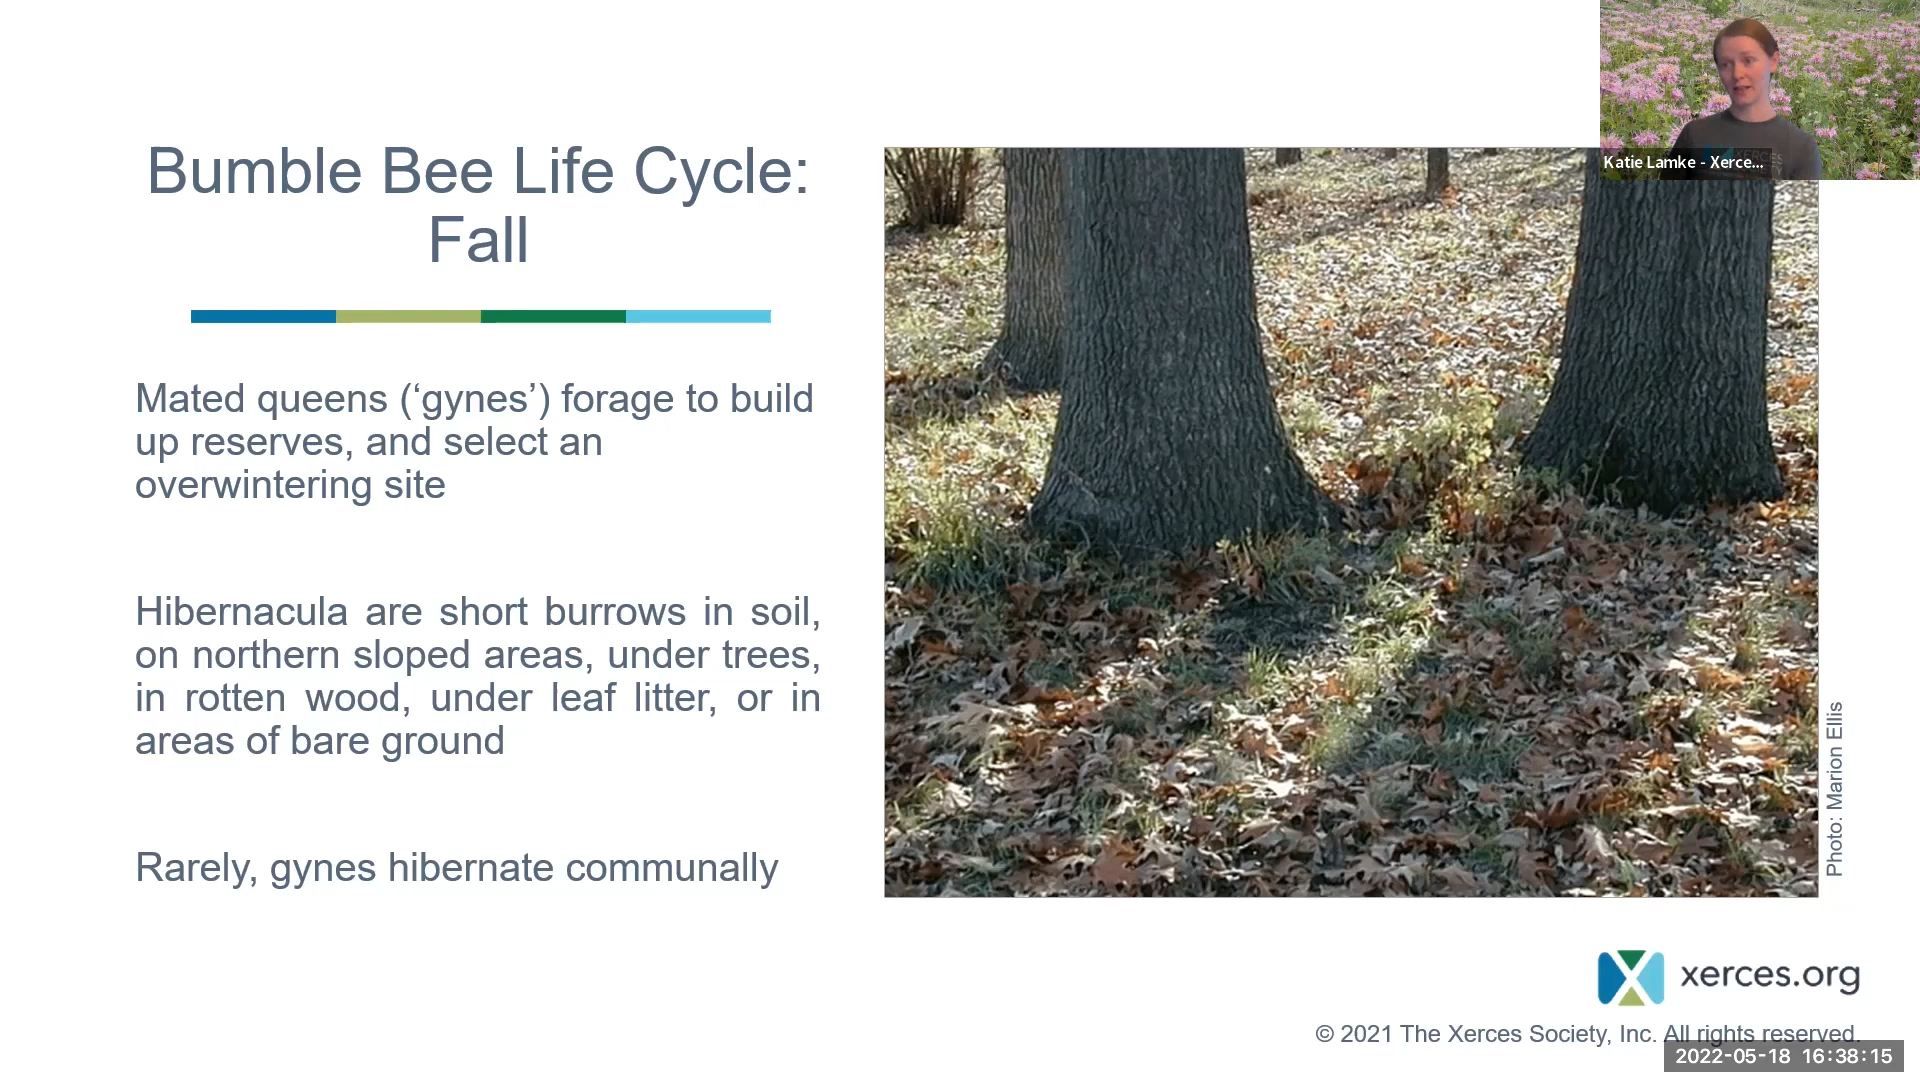 Bumble Bee Life Cycle:
Fall
Mated queens (‘gynes’) forage to build
up reserves, and select an
overwintering site
Hibernacula are short burrows in soil,
on northern sloped areas, under trees,
in rotten wood, under leaf litter, or in
areas of bare ground
Rarely, gynes hibernate communally
Katie Lamke - Xerce...
XERCES
Photo: Marion Ellis
xerces.org
© 2021 The Xerces Society, Inc. All rights reserved.
2022-05-18 16:38:15